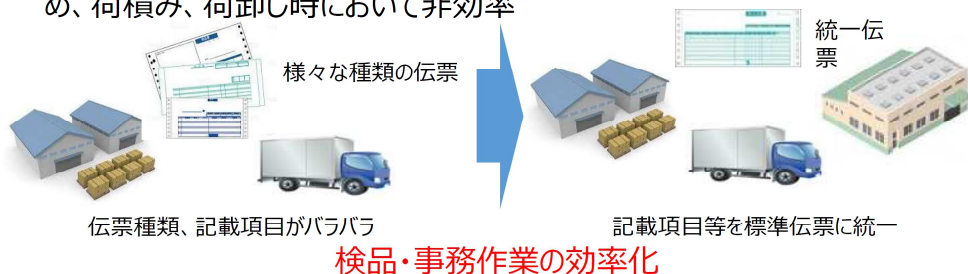 め、荷積み、荷卸し時において非効率
様々な種類の伝票
統一伝
票
伝票種類、記載項目がバラバラ
記載項目等を標準伝票に統一
検品・事務作業の効率化